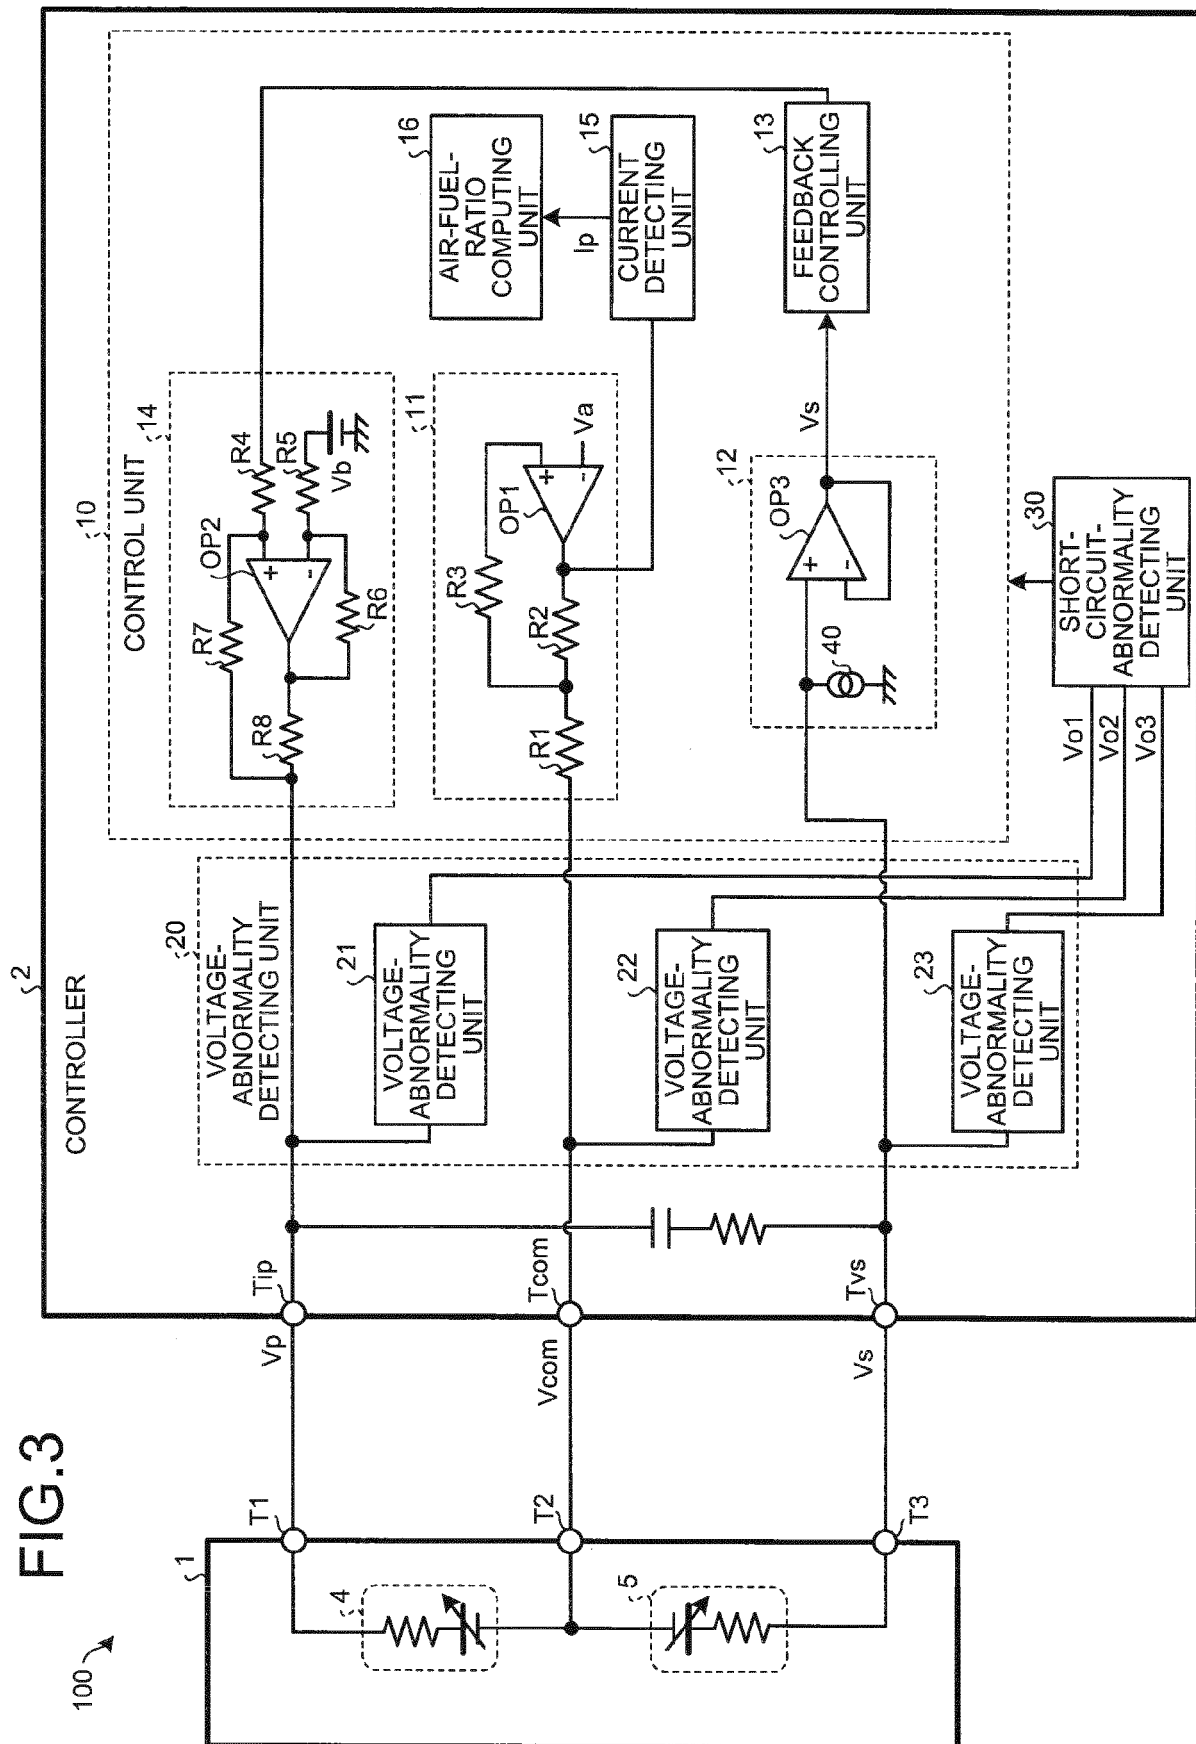 FIG.3
100
1
2
CONTROLLER
10
CONTROL UNIT
20
VOLTAGE-
ABNORMALITY
DETECTING UNIT
14
R7
OP2
R4
R8
+
-
R5
Vb
R6
T1
Vp
Tip
21
VOLTAGE-
ABNORMALITY
DETECTING
UNIT
16
AIR-FUEL-
RATIO
COMPUTING
UNIT
4
11
R3
OP1
+
-
Va
R1
R2
Ip
15
CURRENT
DETECTING
UNIT
T2
Vcom
Tcom
22
VOLTAGE-
ABNORMALITY
DETECTING
UNIT
5
12
OP3
+
-
40
Vs
13
FEEDBACK
CONTROLLING
UNIT
T3
Vs
Tvs
23
VOLTAGE-
ABNORMALITY
DETECTING
UNIT
Vo1
Vo2
Vo3
30
SHORT-
CIRCUIT-
ABNORMALITY
DETECTING
UNIT